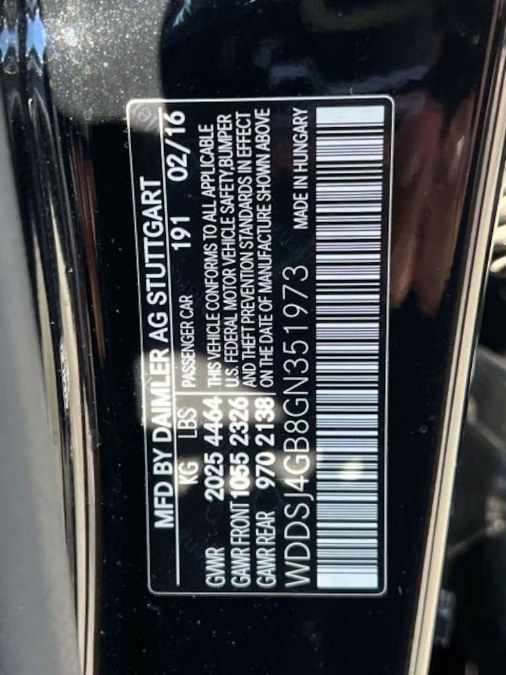 MFD BY DAIMLER AG STUTTGART
KG LBS PASSENGER CAR 191 02/16
GVWR 2025 4464 THIS VEHICLE CONFORMS TO ALL APPLICABLE
GAWR FRONT 1055 2326 U.S. FEDERAL MOTOR VEHICLE SAFETY,BUMPER
AND THEFT PREVENTION STANDARDS IN EFFECT
GAWR REAR 970 2138 ON THE DATE OF MANUFACTURE SHOWN ABOVE
WDDSJ4GB8GN351973 MADE IN HUNGARY